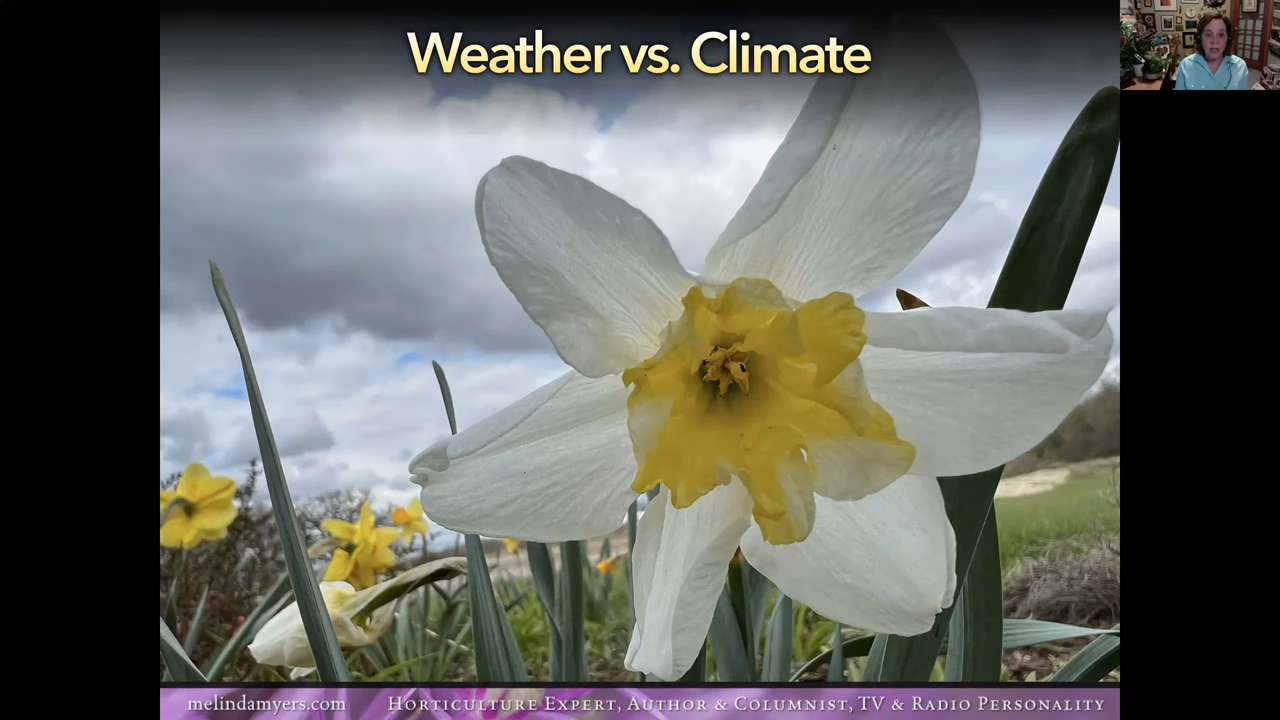 Weather vs. Climate
melindamyers.com Horticulture Expert, Author & Columnist, TV & Radio Personality